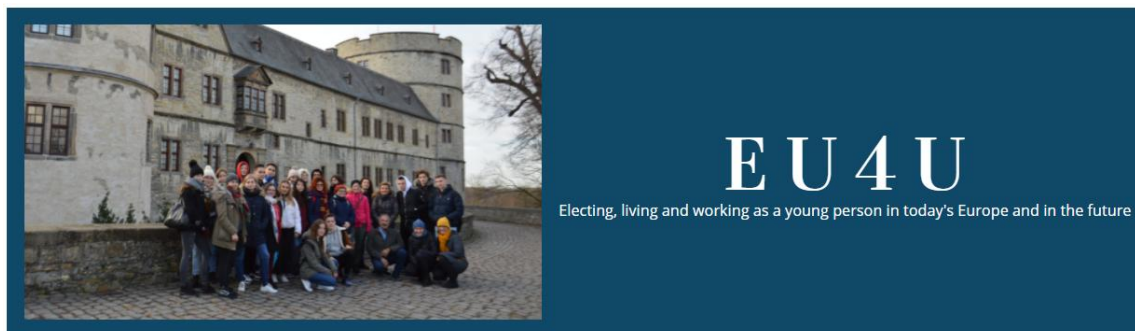 EU4U
Electing, living and working as a young person in today's Europe and in the future